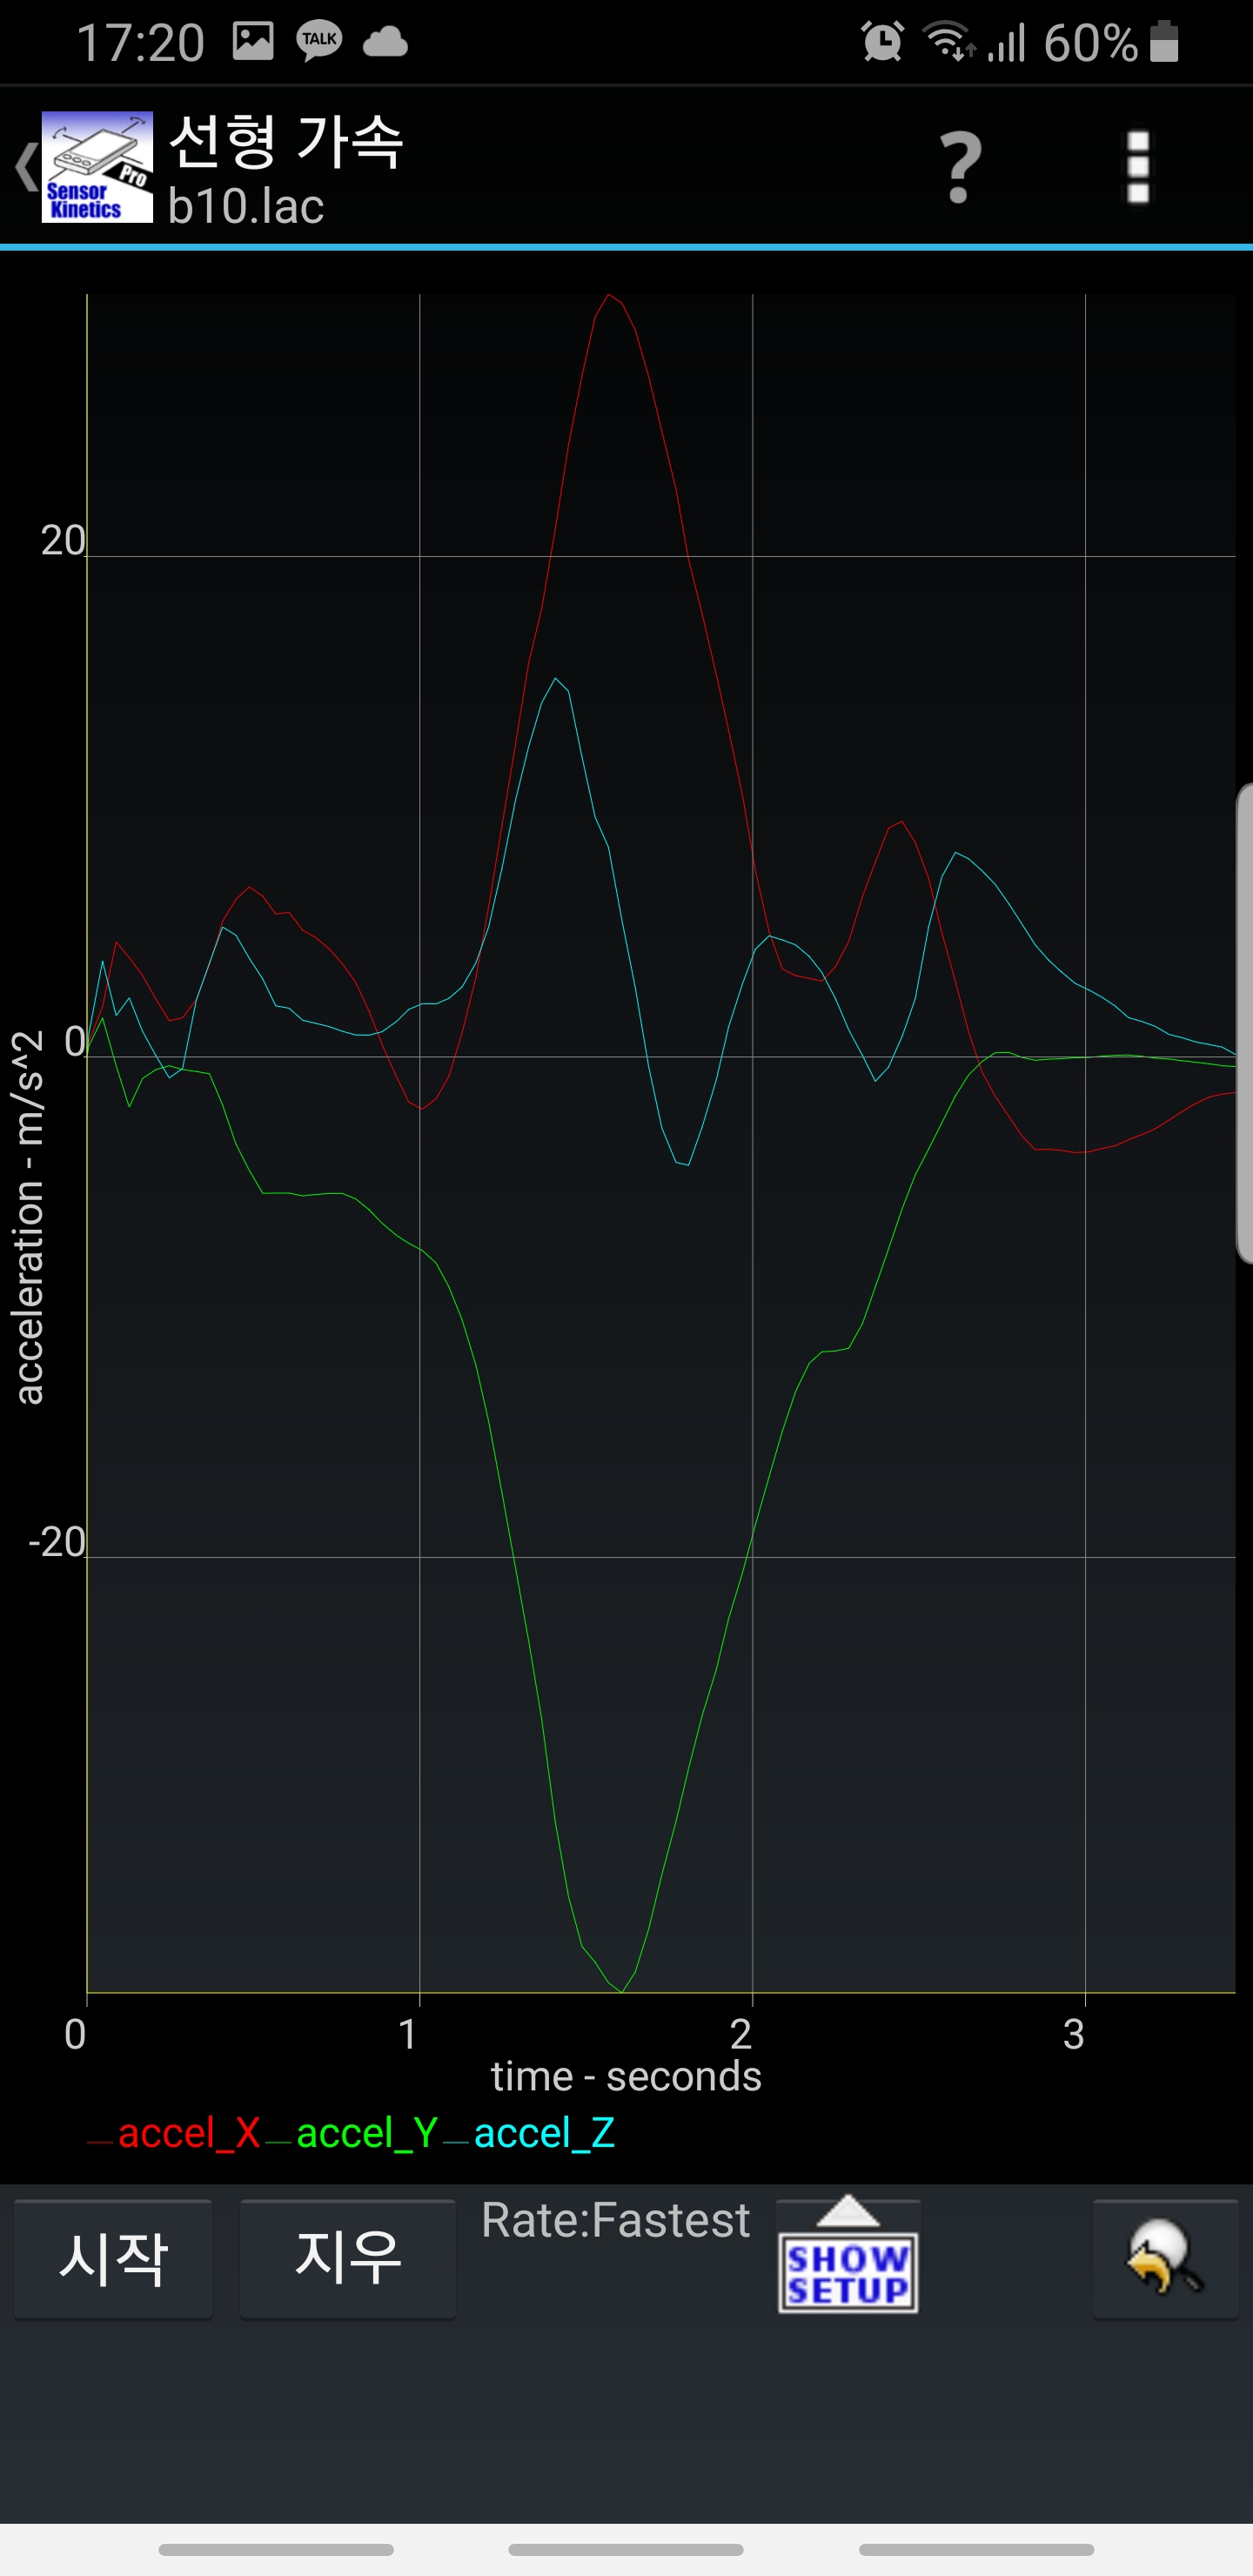 17:20 TALK 60%
선형 가속
Sensor Kinetics Pro
b10.lac
?
20
0
-20
acceleration - m/s^2
0 1 2 3
time - seconds
accel_X accel_Y accel_Z
시작 지우 Rate:Fastest
SHOW
SETUP